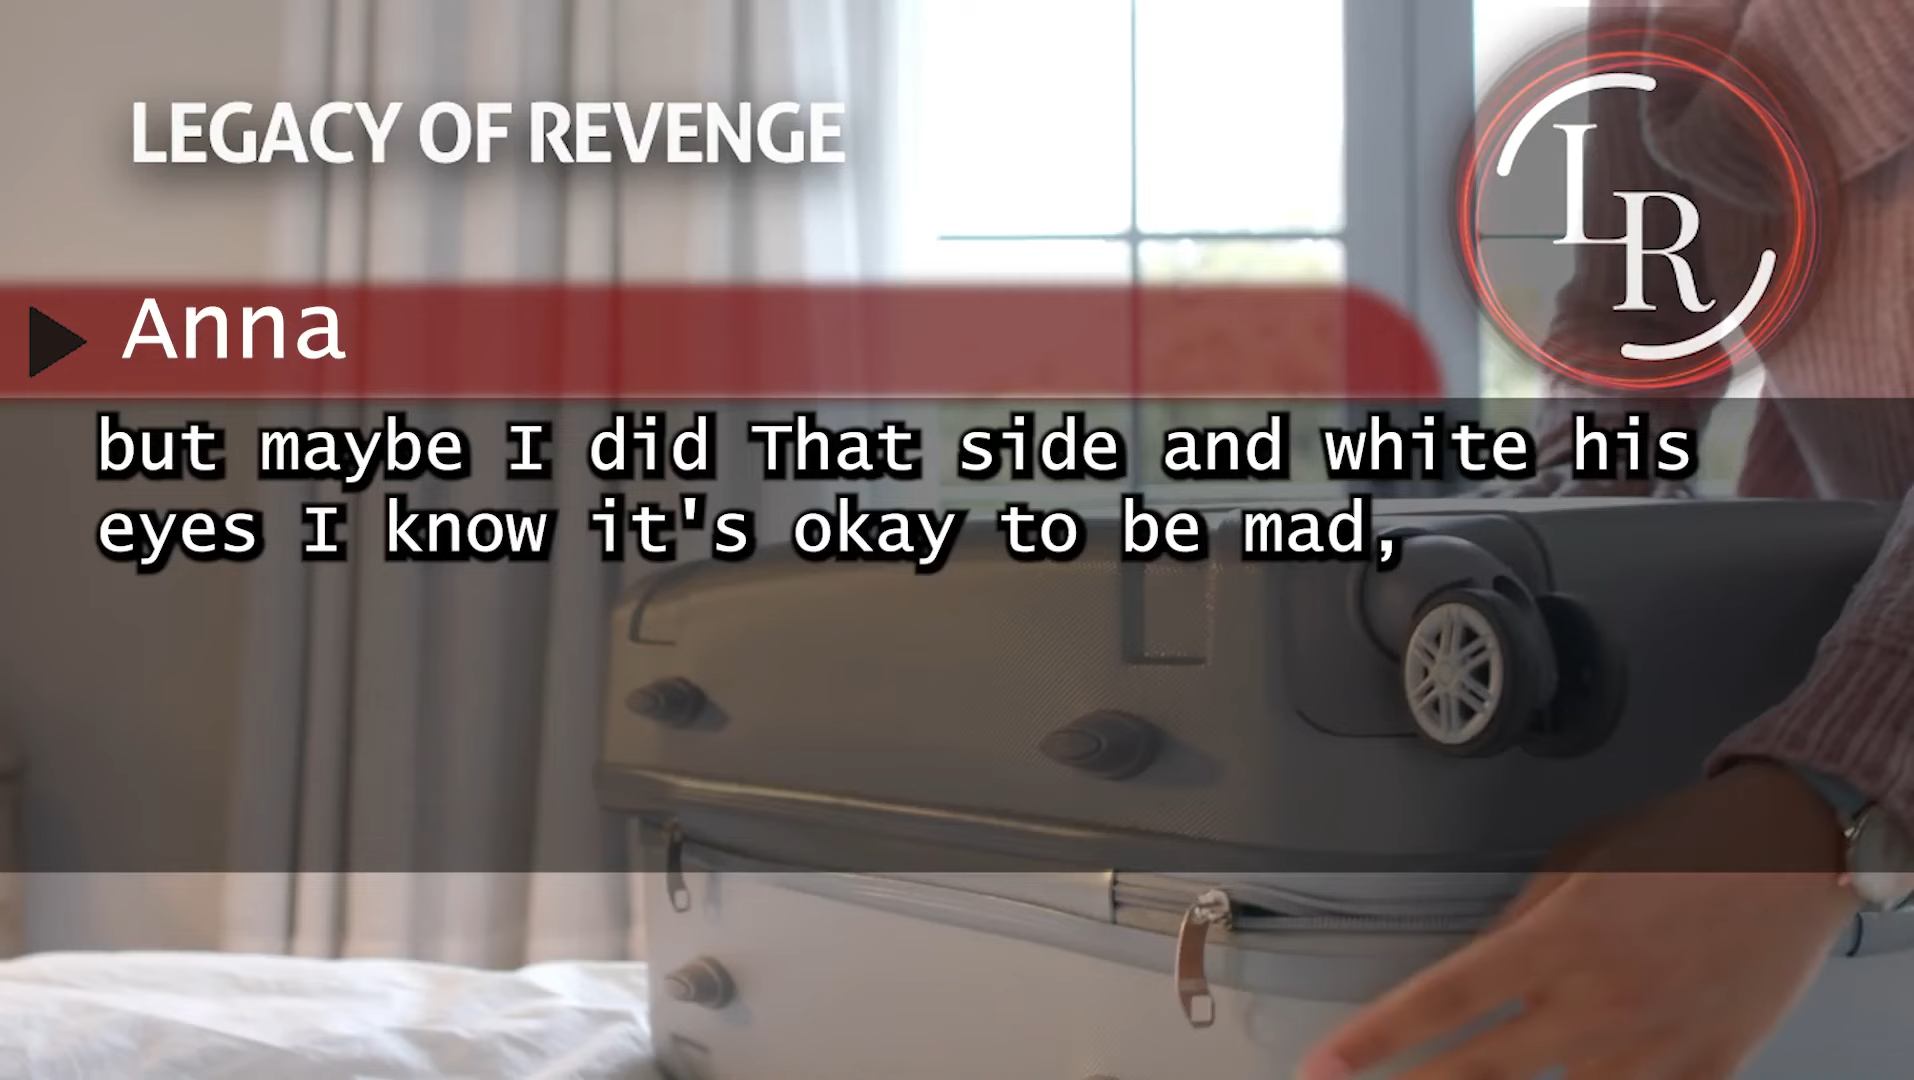 LEGACY OF REVENGE
LR
Anna
but maybe I did That side and white his
eyes I know it's okay to be mad,